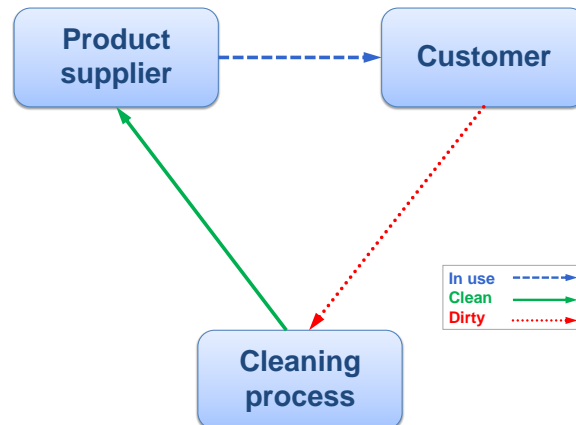 Product
supplier
Customer
In use
Clean
Dirty
Cleaning
process